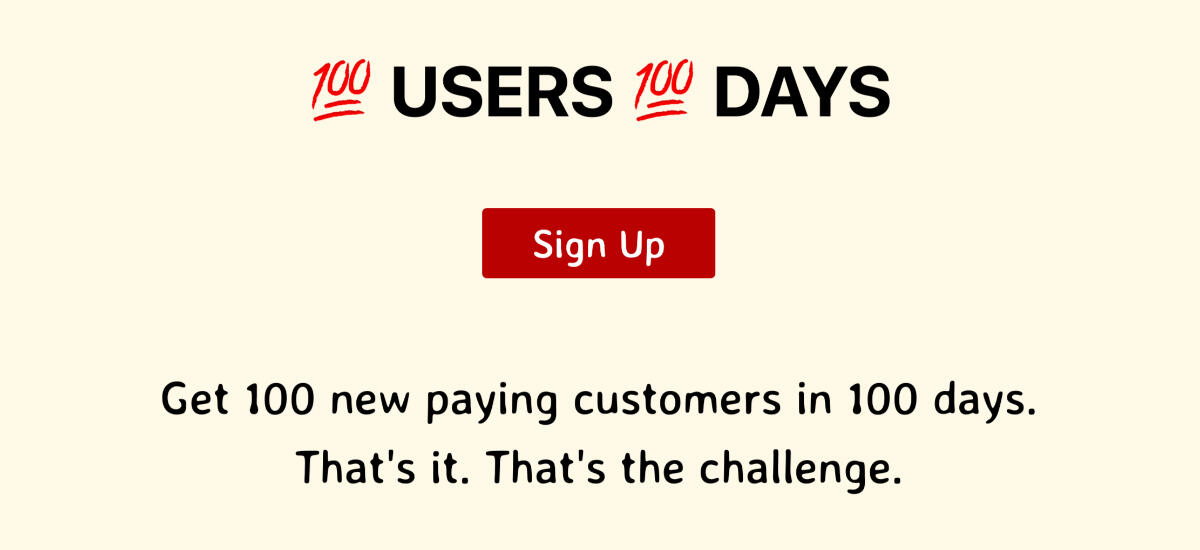 💯 USERS 💯 DAYS
Sign Up
Get 100 new paying customers in 100 days.
That's it. That's the challenge.